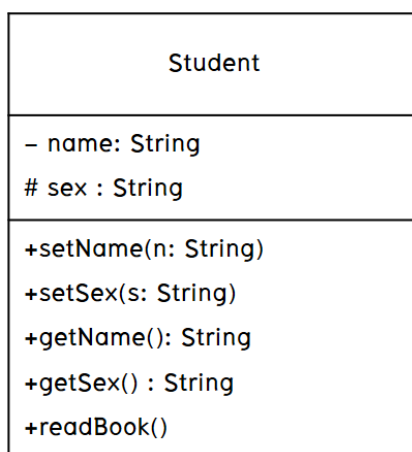 Student
– name: String
# sex : String
+setName(n: String)
+setSex(s: String)
+getName(): String
+getSex() : String
+readBook()